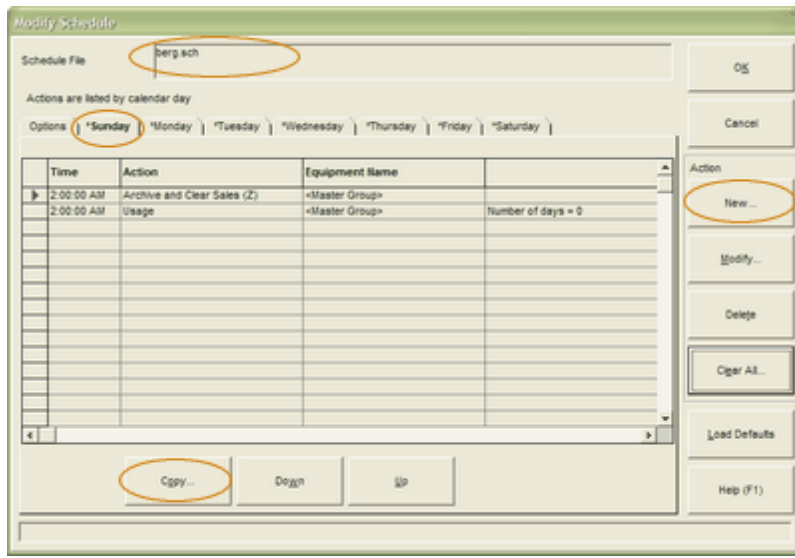 Modify Schedule
Schedule File
berg.sch
OK
Actions are listed by calendar day
Options *Sunday *Monday *Tuesday *Wednesday *Thursday *Friday *Saturday
Cancel
Time Action Equipment Name
Action
2:00:00 AM Archive and Clear Sales (Z) <Master Group>
2:00:00 AM Usage <Master Group> Number of days = 0
New...
Modify...
Delete
Clear All...
Load Defaults
Copy... Down Up
Help (F1)